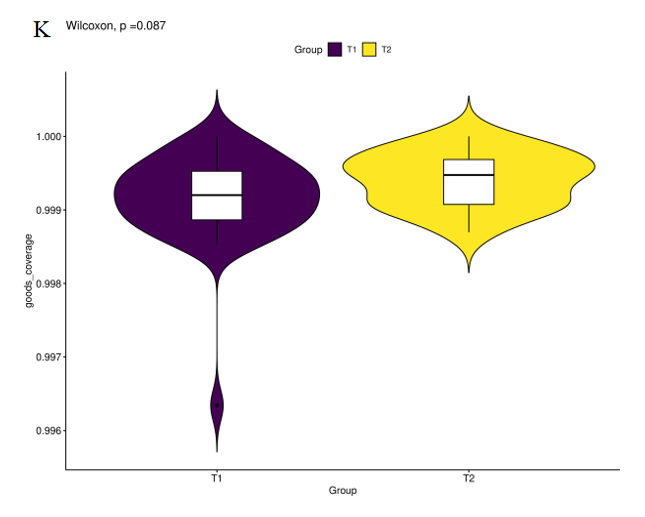 K Wilcoxon, p =0.087
Group T1 T2
goods_coverage
1.000
0.999
0.998
0.997
0.996
T1 T2
Group